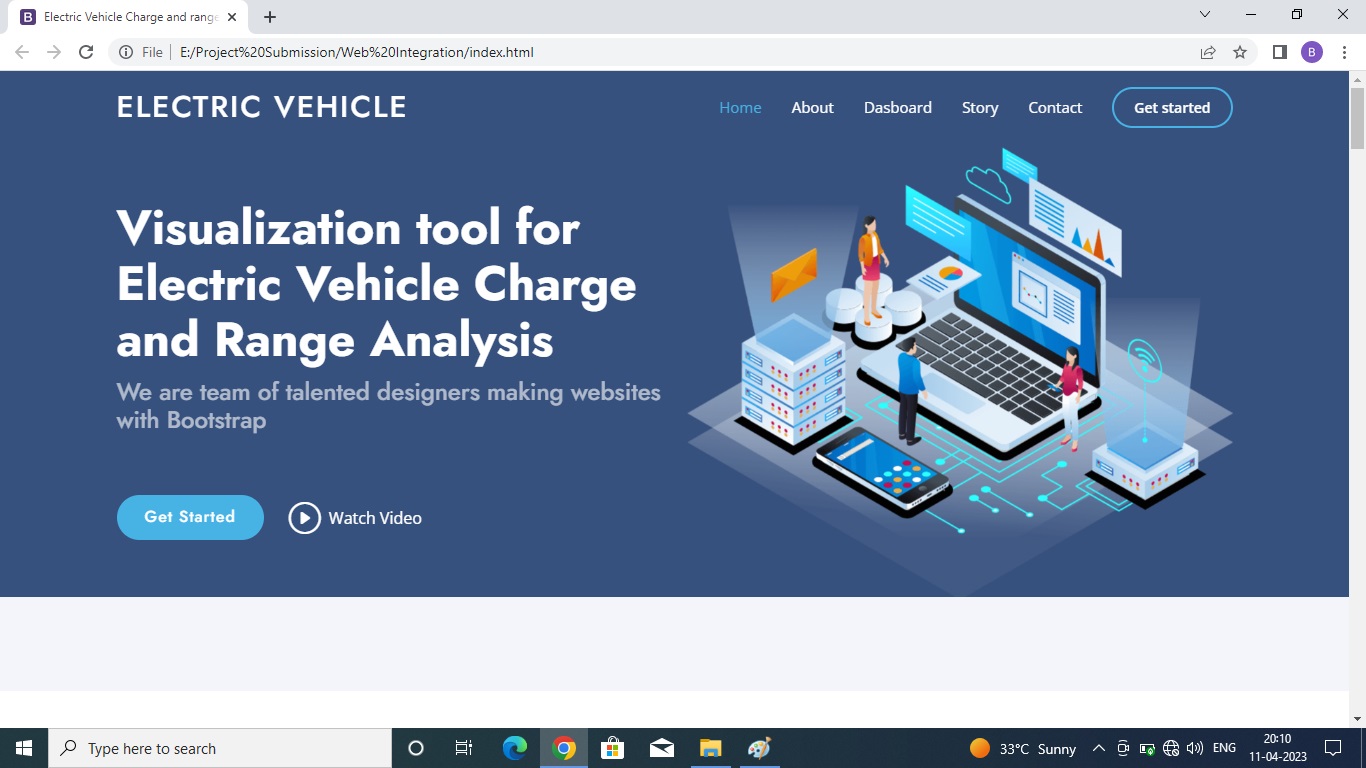 B Electric Vehicle Charge and range
File E:/Project%20Submission/Web%20Integration/index.html
B
ELECTRIC VEHICLE
Home About Dasboard Story Contact Get started
Visualization tool for
Electric Vehicle Charge
and Range Analysis
We are team of talented designers making websites
with Bootstrap
Get Started Watch Video
Type here to search
33°C Sunny
ENG
20:10
11-04-2023